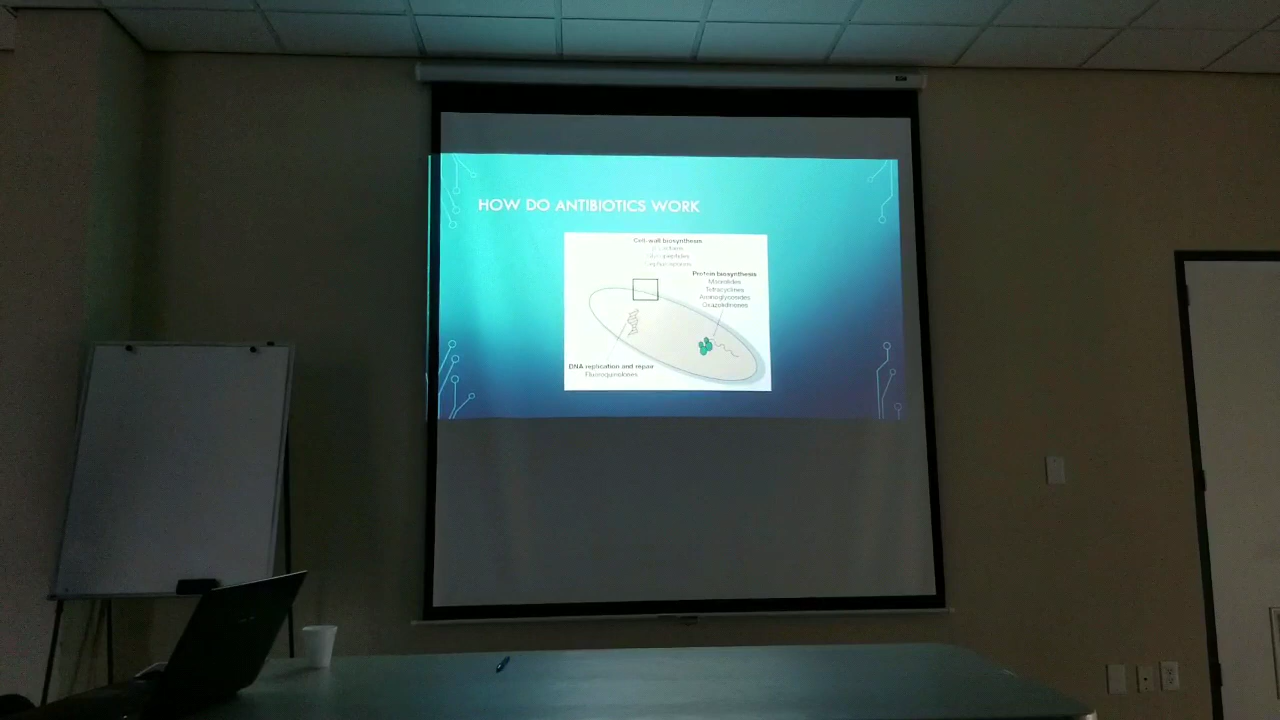 HOW DO ANTIBIOTICS WORK
Cell-wall biosynthesis
Protein biosynthesis
Macrolides
Tetracyclines
Aminoglycosides
Oxazolidinones
DNA replication and repair
Fluoroquinolones